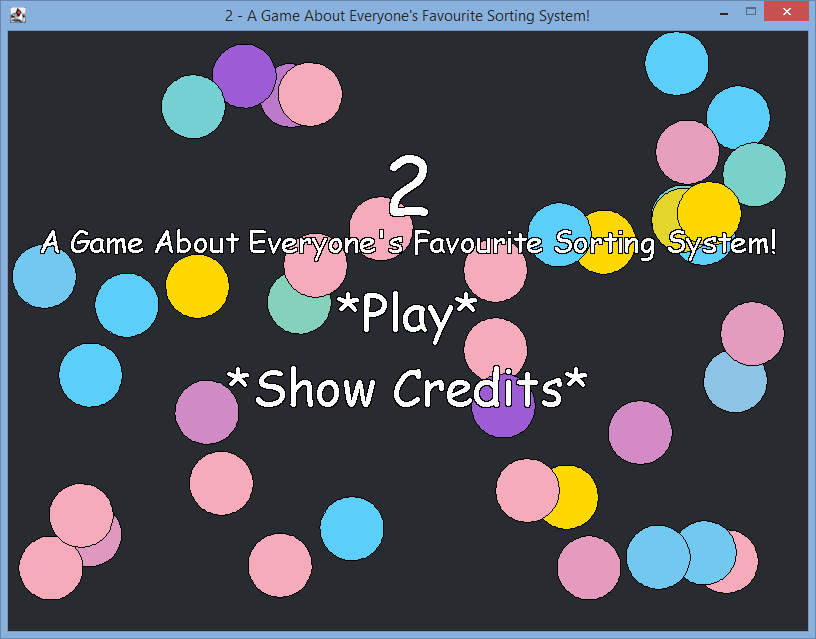 2 - A Game About Everyone's Favourite Sorting System!
2
A Game About Everyone's Favourite Sorting System!
*Play*
*Show Credits*